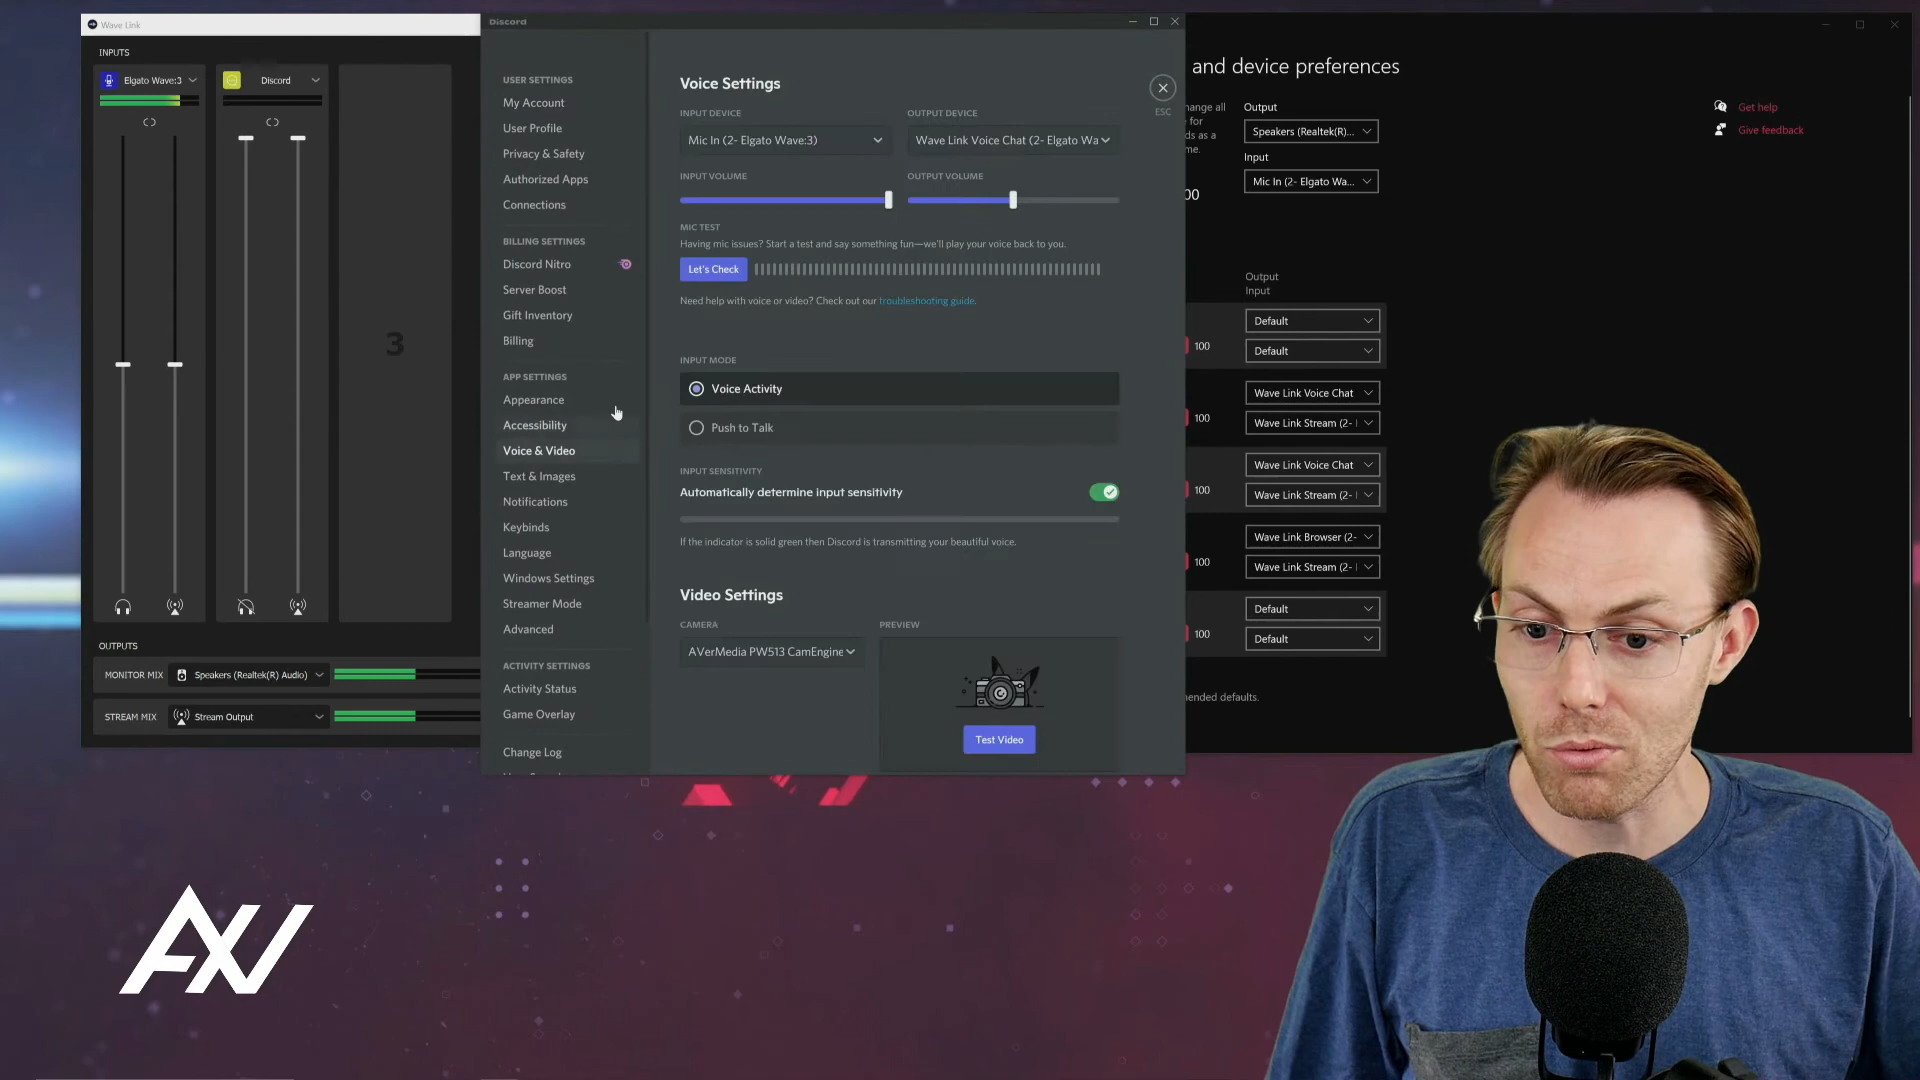 Wave Link
INPUTS
Elgato Wave:3
Discord
3
OUTPUTS
MONITOR MIX
Speakers (Realtek(R) Audio)
STREAM MIX
Stream Output
Discord
USER SETTINGS
My Account
User Profile
Privacy & Safety
Authorized Apps
Connections
BILLING SETTINGS
Discord Nitro
Server Boost
Gift Inventory
Billing
APP SETTINGS
Appearance
Accessibility
Voice & Video
Text & Images
Notifications
Keybinds
Language
Windows Settings
Streamer Mode
Advanced
ACTIVITY SETTINGS
Activity Status
Game Overlay
Change Log
Voice Settings
ESC
INPUT DEVICE
Mic In (2- Elgato Wave:3)
OUTPUT DEVICE
Wave Link Voice Chat (2- Elgato Wa
INPUT VOLUME
OUTPUT VOLUME
MIC TEST
Having mic issues? Start a test and say something fun—we'll play your voice back to you.
Let's Check
Need help with voice or video? Check out our troubleshooting guide.
INPUT MODE
Voice Activity
Push to Talk
INPUT SENSITIVITY
Automatically determine input sensitivity
If the indicator is solid green then Discord is transmitting your beautiful voice.
Video Settings
CAMERA
AVerMedia PW513 CamEngine
PREVIEW
Test Video
and device preferences
hange all
for
ds as a
me.
00
Output
Speakers (Realtek(R)...
Input
Mic In (2- Elgato Wa...
Get help
Give feedback
Output
Input
100
Default
Default
100
Wave Link Voice Chat
Wave Link Stream (2-
100
Wave Link Voice Chat
Wave Link Stream (2-
100
Wave Link Browser (2-
Wave Link Stream (2-
100
Default
Default
mended defaults.